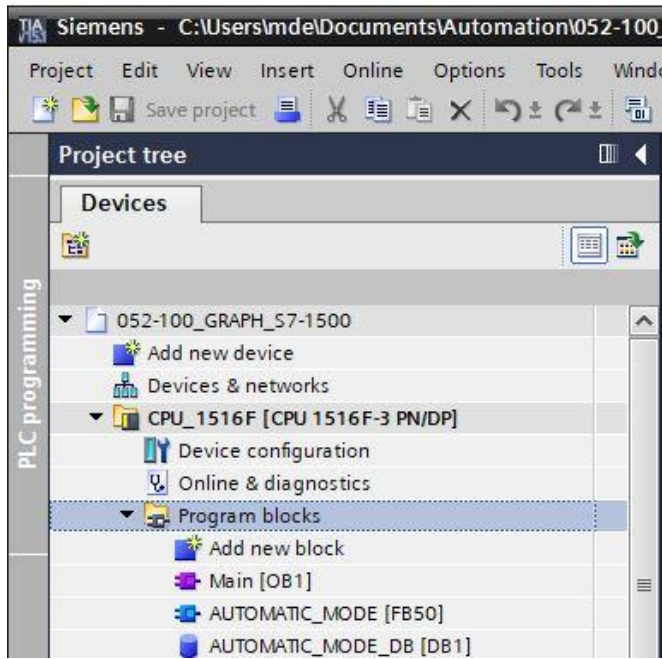 Siemens - C:\Users\mde\Documents\Automation\052-100_
Project Edit View Insert Online Options Tools
Save project
Project tree
Devices
PLC programming
052-100_GRAPH_S7-1500
Add new device
Devices & networks
CPU_1516F [CPU 1516F-3 PN/DP]
Device configuration
Online & diagnostics
Program blocks
Add new block
Main [OB1]
AUTOMATIC_MODE [FB50]
AUTOMATIC_MODE_DB [DB1]